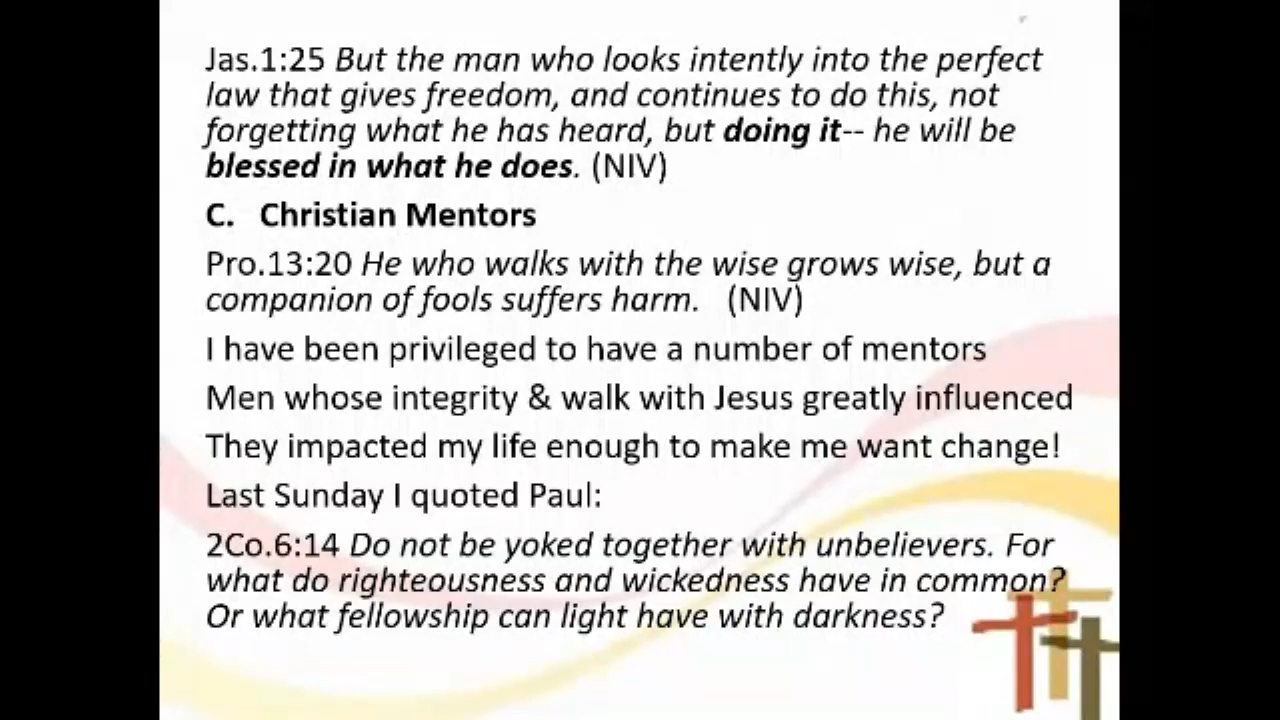 Jas.1:25 But the man who looks intently into the perfect
law that gives freedom, and continues to do this, not
forgetting what he has heard, but doing it-- he will be
blessed in what he does. (NIV)
C. Christian Mentors
Pro.13:20 He who walks with the wise grows wise, but a
companion of fools suffers harm. (NIV)
I have been privileged to have a number of mentors
Men whose integrity & walk with Jesus greatly influenced
They impacted my life enough to make me want change!
Last Sunday I quoted Paul:
2Co.6:14 Do not be yoked together with unbelievers. For
what do righteousness and wickedness have in common?
Or what fellowship can light have with darkness?